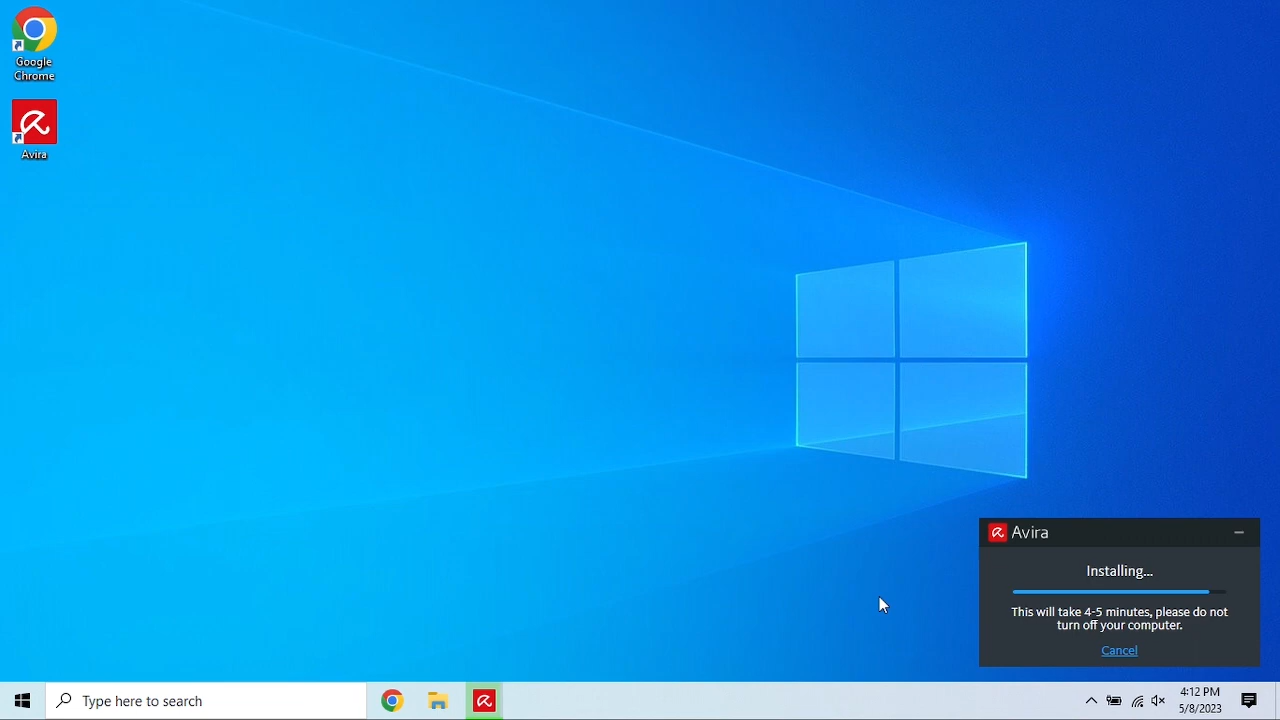 Google
Chrome
Avira
Avira
Installing...
This will take 4-5 minutes, please do not
turn off your computer.
Cancel
Type here to search
4:12 PM
5/8/2023